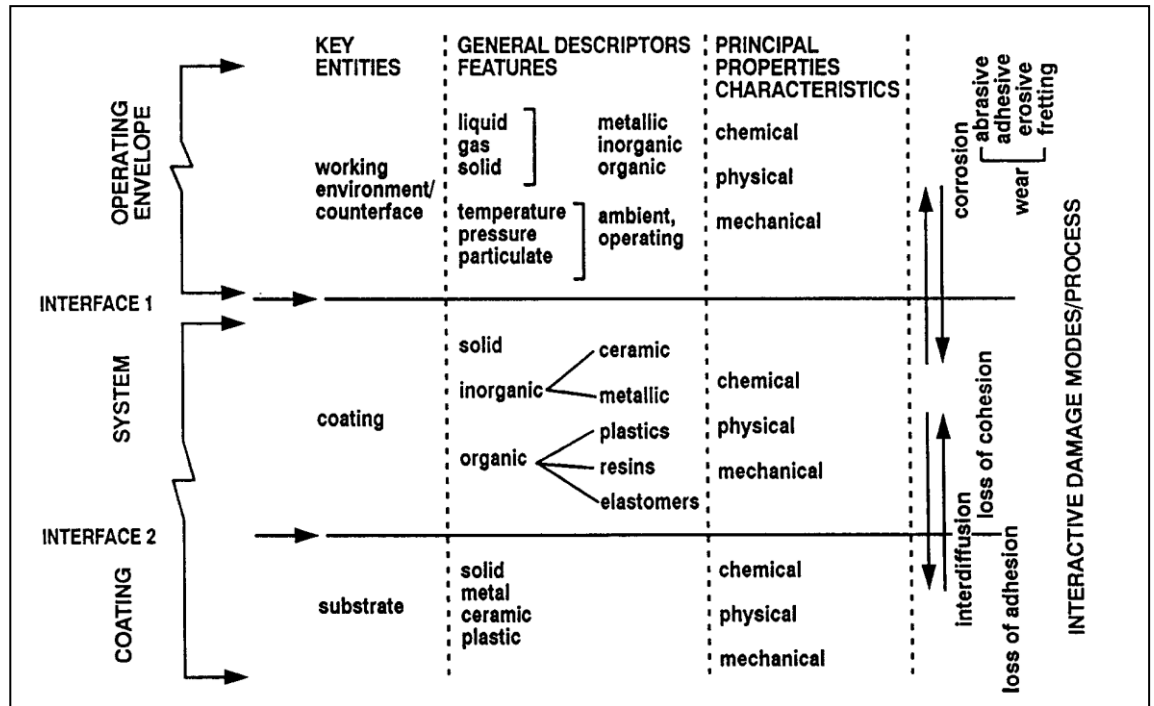 KEY
ENTITIES
GENERAL DESCRIPTORS
FEATURES
PRINCIPAL
PROPERTIES
CHARACTERISTICS
OPERATING
ENVELOPE
working
environment/
counterface
liquid
gas
solid
metallic
inorganic
organic
temperature
pressure
particulate
ambient,
operating
chemical
physical
mechanical
corrosion
abrasive
adhesive
erosive
fretting
wear
INTERFACE 1
SYSTEM
coating
solid
inorganic
ceramic
metallic
organic
plastics
resins
elastomers
chemical
physical
mechanical
loss of cohesion
INTERFACE 2
COATING
substrate
solid
metal
ceramic
plastic
chemical
physical
mechanical
interdiffusion
loss of adhesion
INTERACTIVE DAMAGE MODES/PROCESS